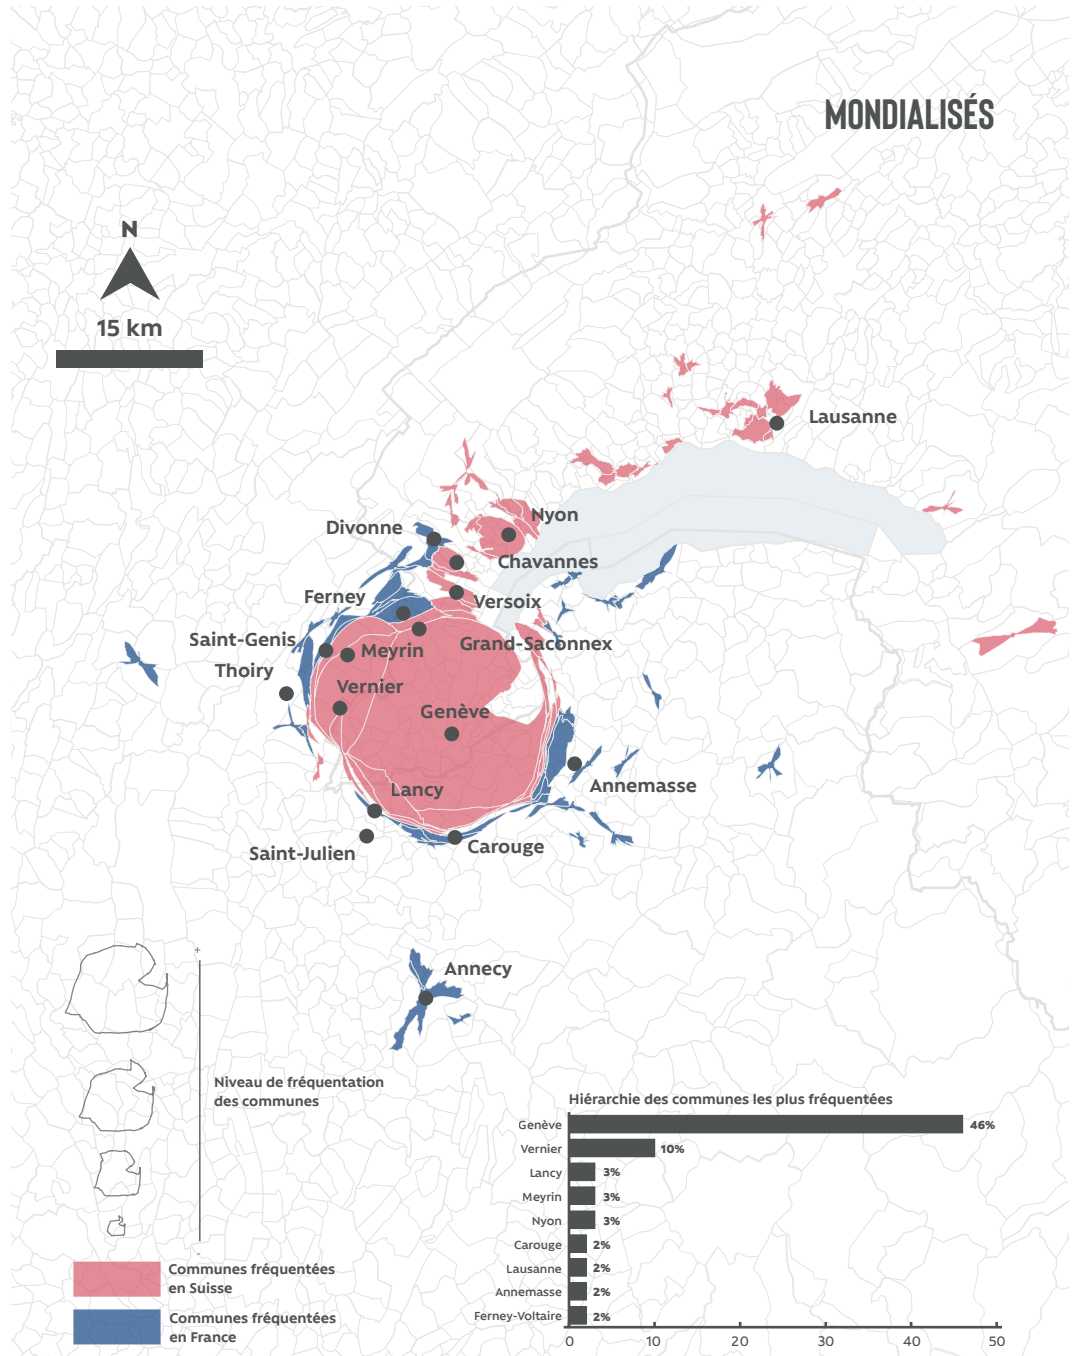 MONDIALISÉS
N
15 km
Lausanne
Nyon
Divonne
Chavannes
Ferney
Versoix
Saint-Genis
Grand-Saconnex
Meyrin
Thoiry
Vernier
Genève
Annemasse
Lancy
Carouge
Saint-Julien
Annecy
+
Niveau de fréquentation
des communes
-
Communes fréquentées
en Suisse
Communes fréquentées
en France
Hiérarchie des communes les plus fréquentées
Genève 46%
Vernier 10%
Lancy 3%
Meyrin 3%
Nyon 3%
Carouge 2%
Lausanne 2%
Annemasse 2%
Ferney-Voltaire 2%
0 10 20 30 40 50